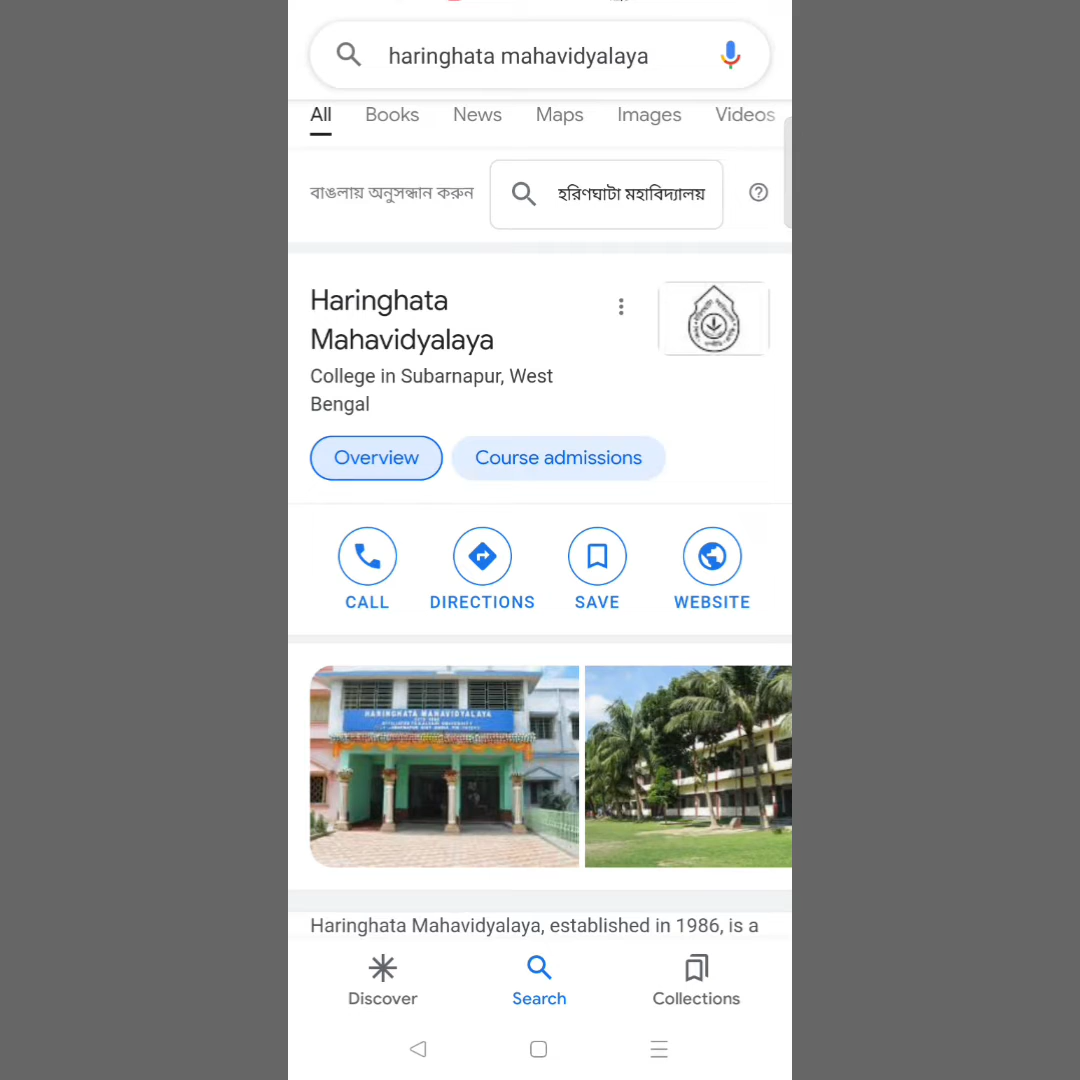 haringhata mahavidyalaya
All Books News Maps Images Videos
বাঙলায় অনুসন্ধান করুন হরিণঘাটা মহাবিদ্যালয়
Haringhata
Mahavidyalaya
College in Subarnapur, West
Bengal
Overview Course admissions
CALL DIRECTIONS SAVE WEBSITE
HARINGHATA MAHAVIDYALAYA
Haringhata Mahavidyalaya, established in 1986, is a
Discover Search Collections